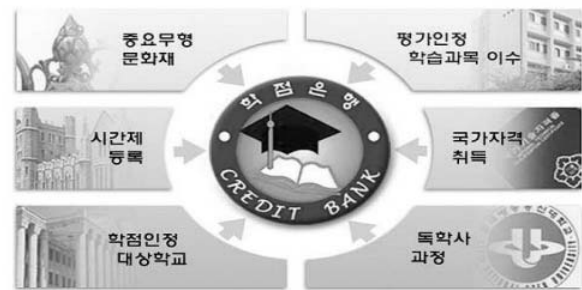 중요무형
문화재
평가인정
학습과목 이수
시간제
등록
학점은행
CREDIT BANK
국가자격
취득
학점인정
대상학교
독학사
과정